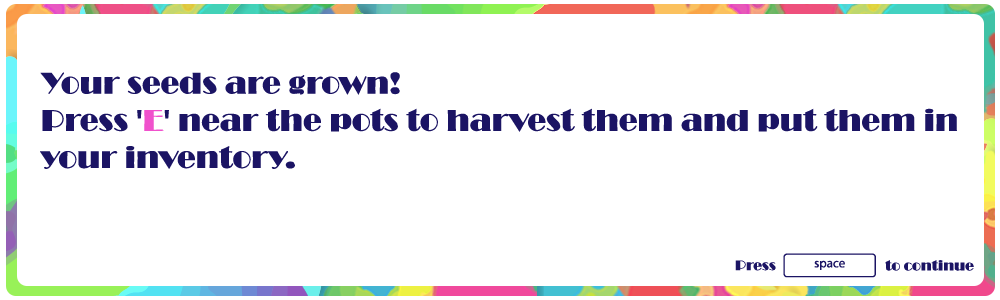 Your seeds are grown!
Press 'E' near the pots to harvest them and put them in
your inventory.
Press space to continue